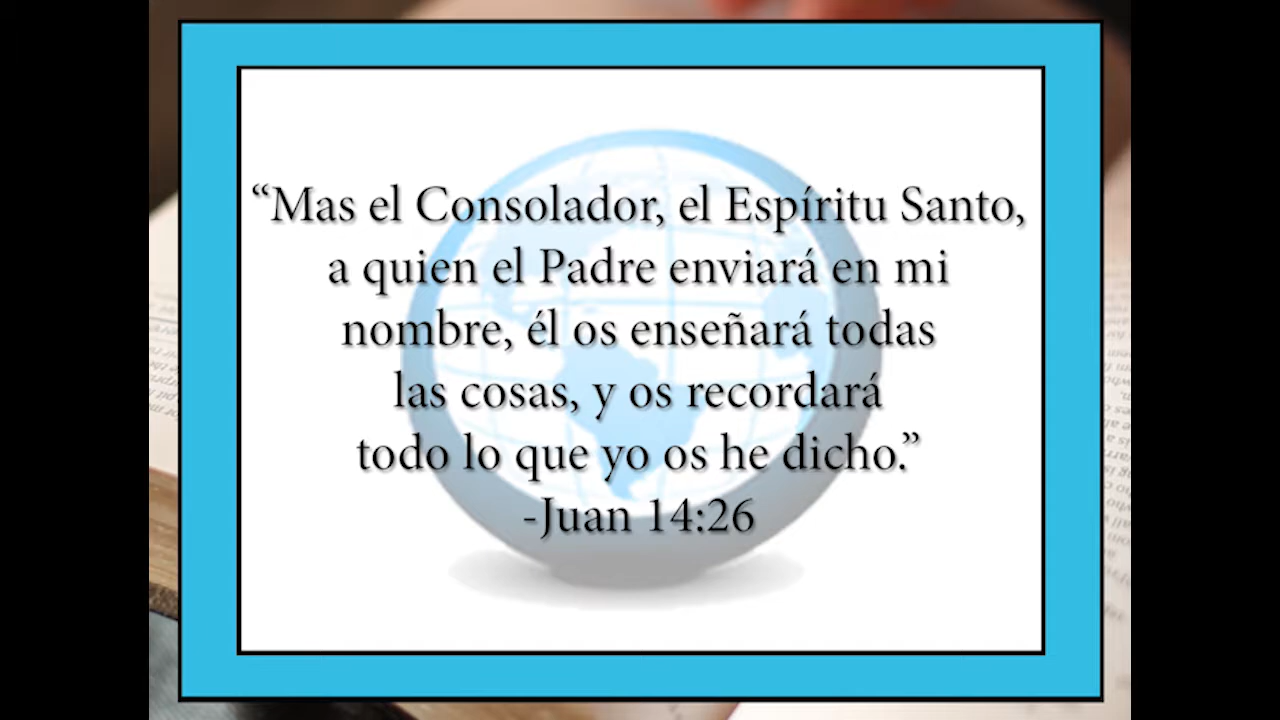 “Mas el Consolador, el Espíritu Santo,
a quien el Padre enviará en mi
nombre, él os enseñará todas
las cosas, y os recordará
todo lo que yo os he dicho.”
-Juan 14:26